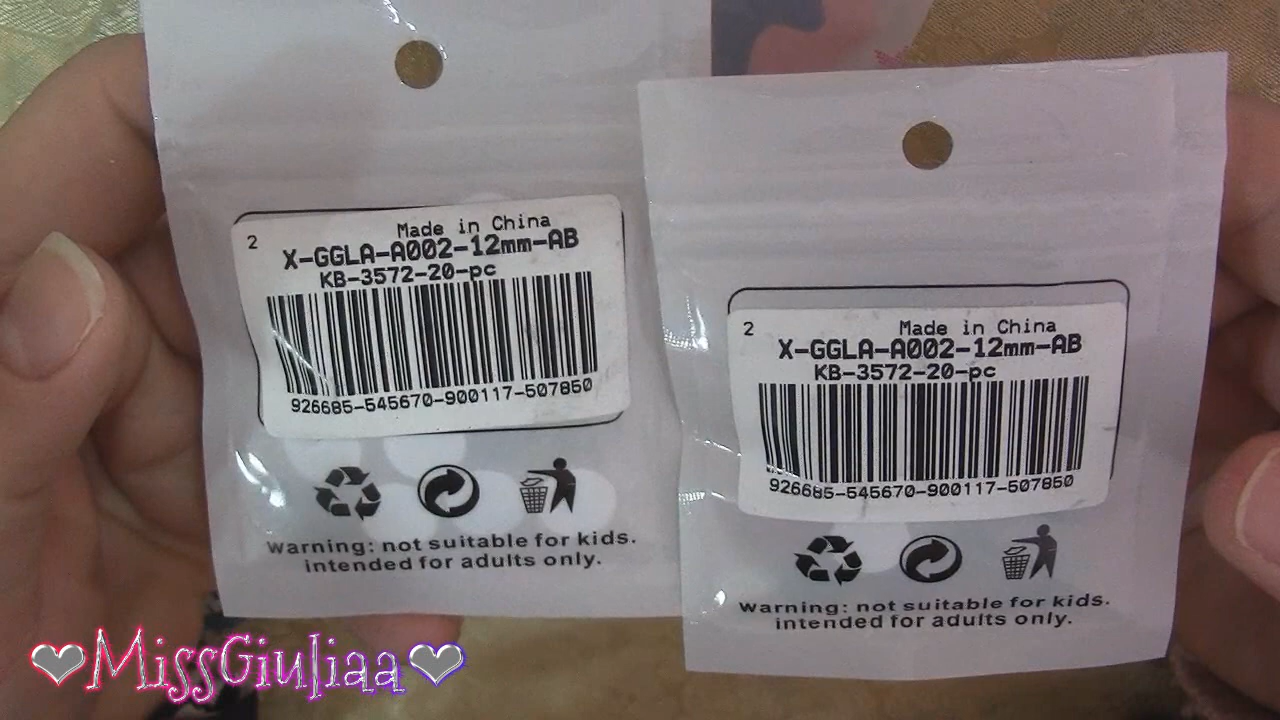 2
Made in China
X-GGLA-A002-12mm-AB
KB-3572-20-pc
926685-545670-900117-507850
Warning: not suitable for kids.
intended for adults only.
2
Made in China
X-GGLA-A002-12mm-AB
KB-3572-20-pc
926685-545670-900117-507850
Warning: not suitable for kids.
intended for adults only.
❤MissGiuliaa❤